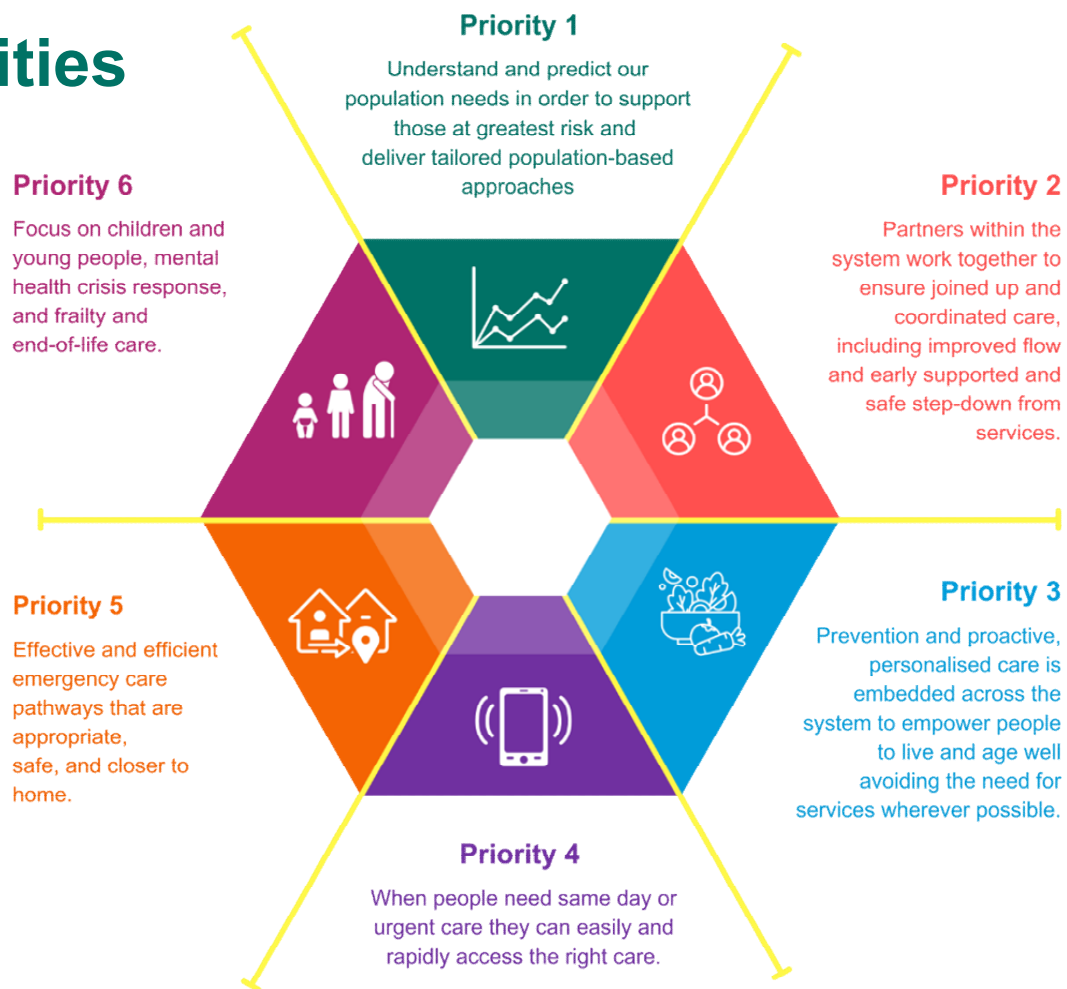 ities
Priority 1
Understand and predict our
population needs in order to support
those at greatest risk and
deliver tailored population-based
approaches
Priority 2
Partners within the
system work together to
ensure joined up and
coordinated care,
including improved flow
and early supported and
safe step-down from
services.
Priority 3
Prevention and proactive,
personalised care is
embedded across the
system to empower people
to live and age well
avoiding the need for
services wherever possible.
Priority 4
When people need same day or
urgent care they can easily and
rapidly access the right care.
Priority 5
Effective and efficient
emergency care
pathways that are
appropriate,
safe, and closer to
home.
Priority 6
Focus on children and
young people, mental
health crisis response,
and frailty and
end-of-life care.